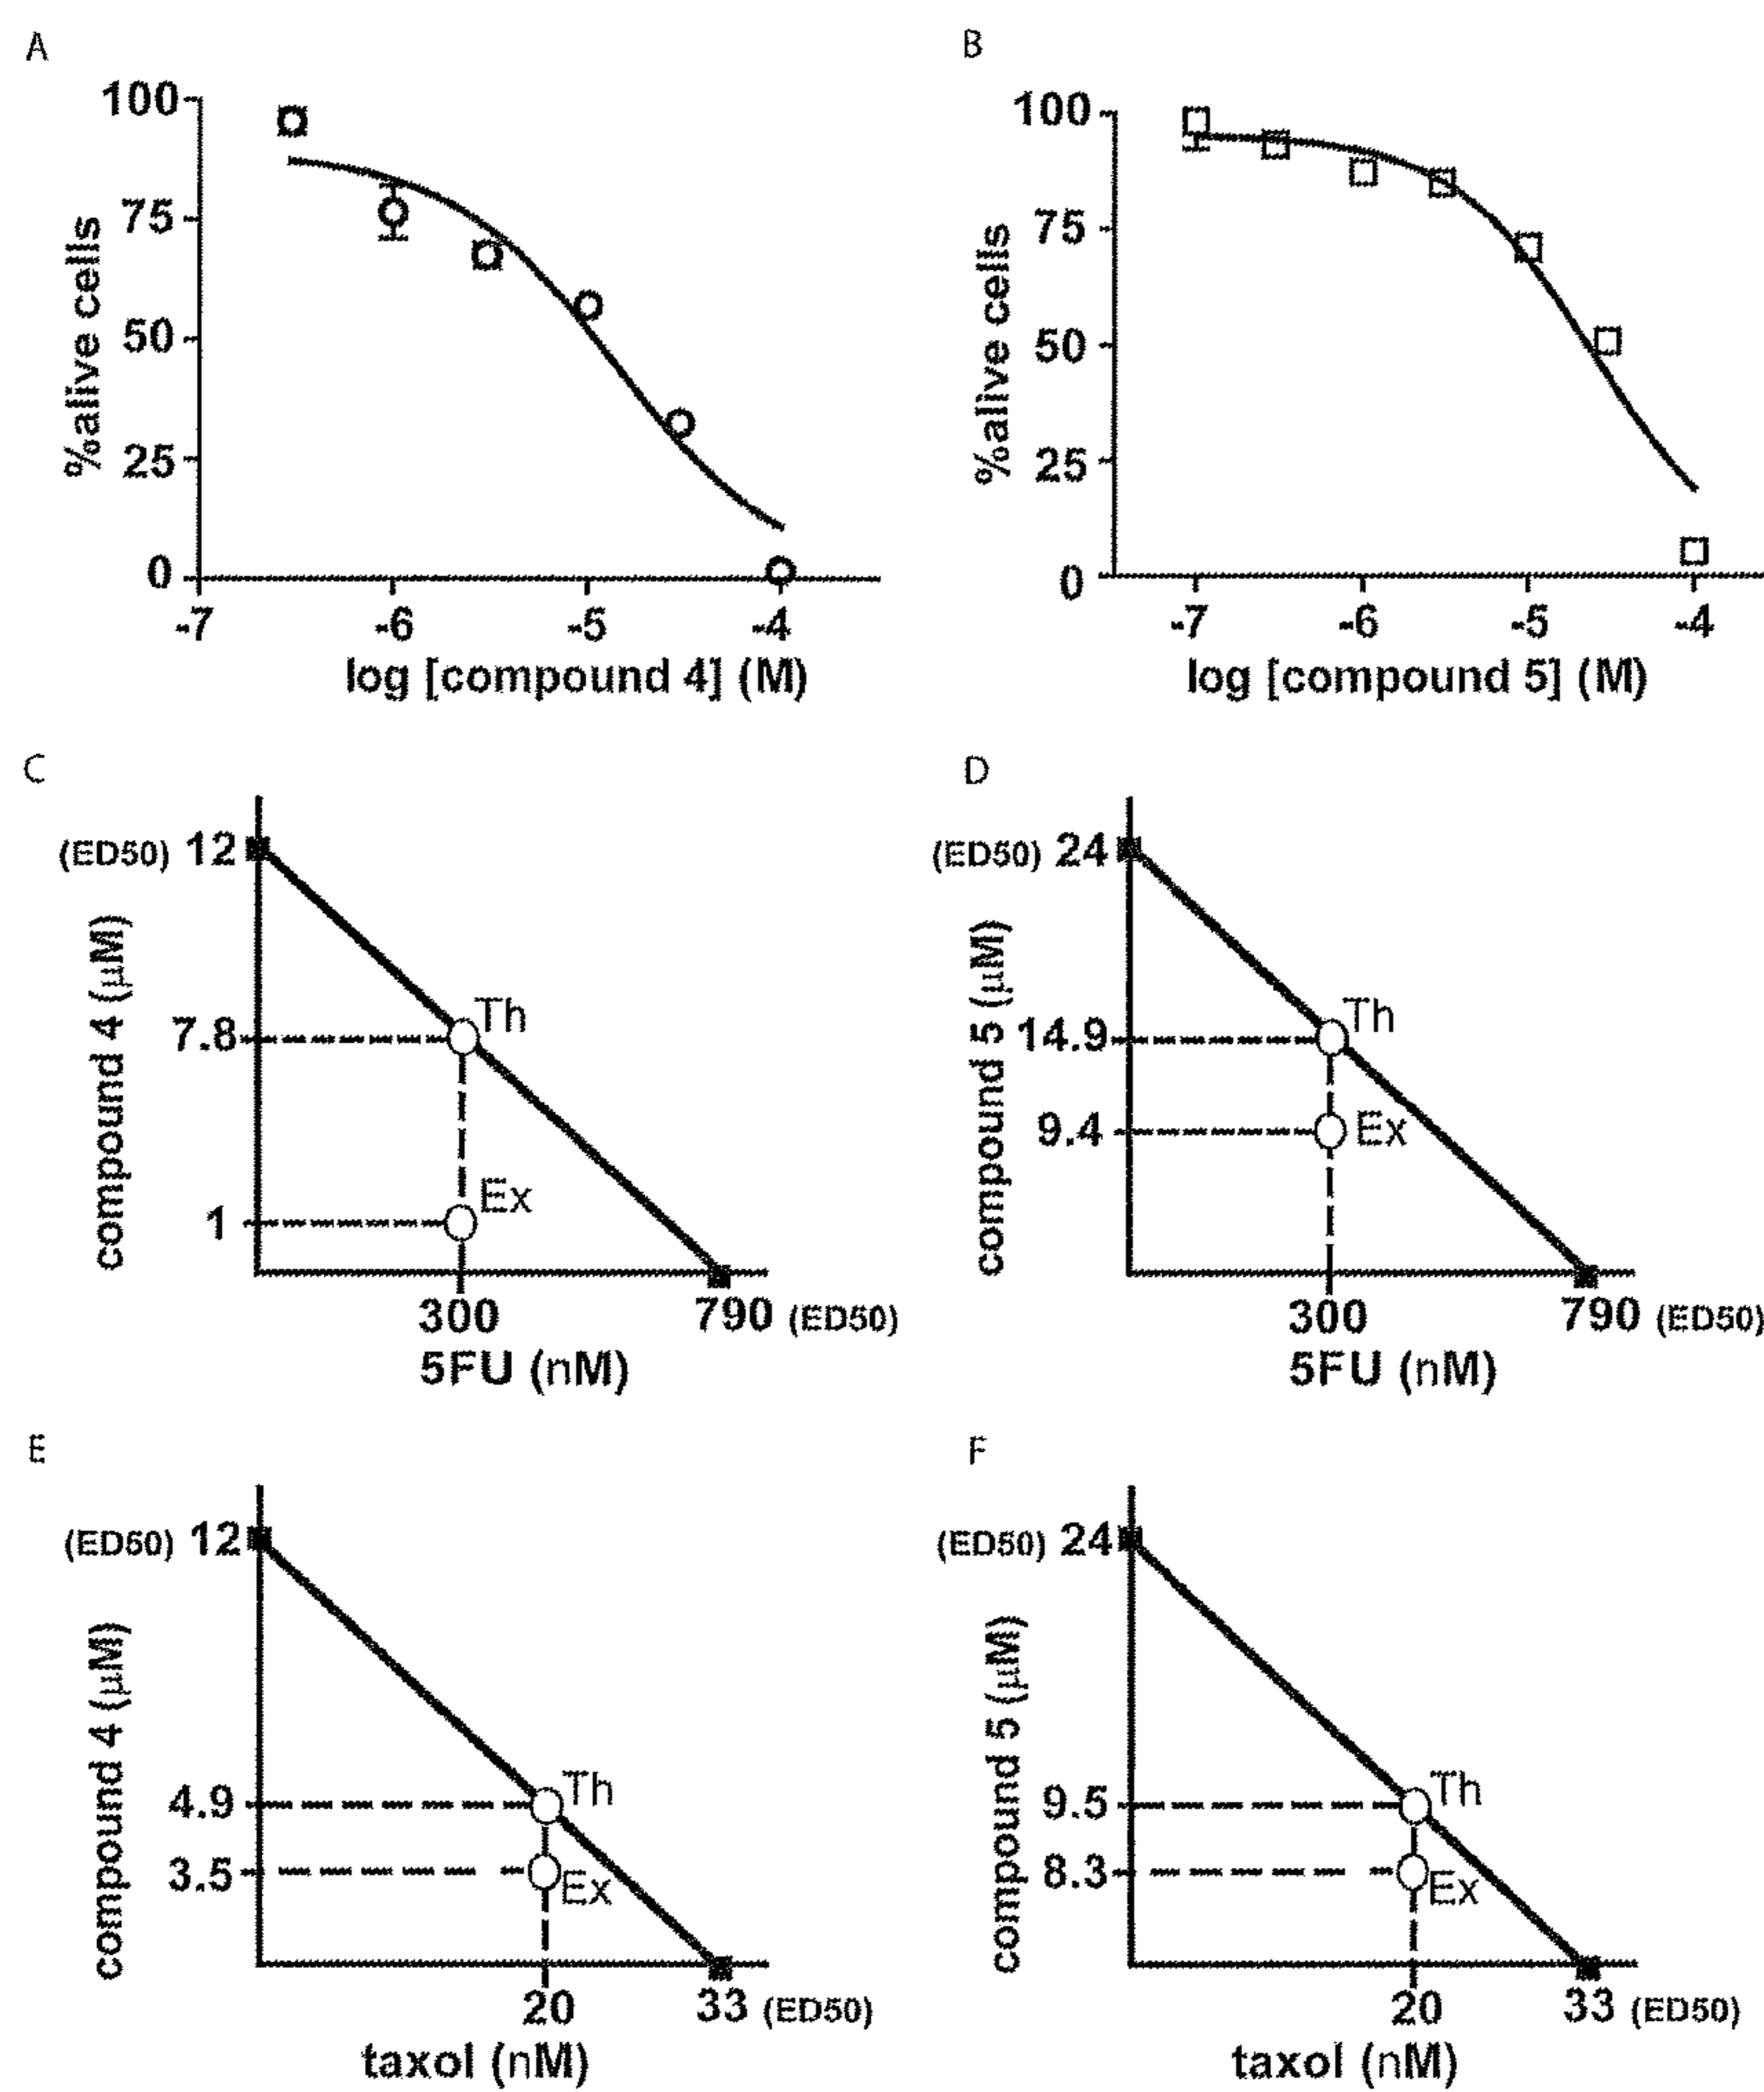 A
100
75
50
25
0
%alive cells
-7 -6 -5 -4
log [compound 4] (M)
B
100
75
50
25
0
%alive cells
-7 -6 -5 -4
log [compound 5] (M)
C
(ED50) 12
7.8
1
compound 4 (μM)
Th
Ex
300 790 (ED50)
5FU (nM)
D
(ED50) 24
14.9
9.4
compound 5 (μM)
Th
Ex
300 790 (ED50)
5FU (nM)
E
(ED50) 12
4.9
3.5
compound 4 (μM)
Th
Ex
20 33 (ED50)
taxol (nM)
F
(ED50) 24
9.5
8.3
compound 5 (μM)
Th
Ex
20 33 (ED50)
taxol (nM)